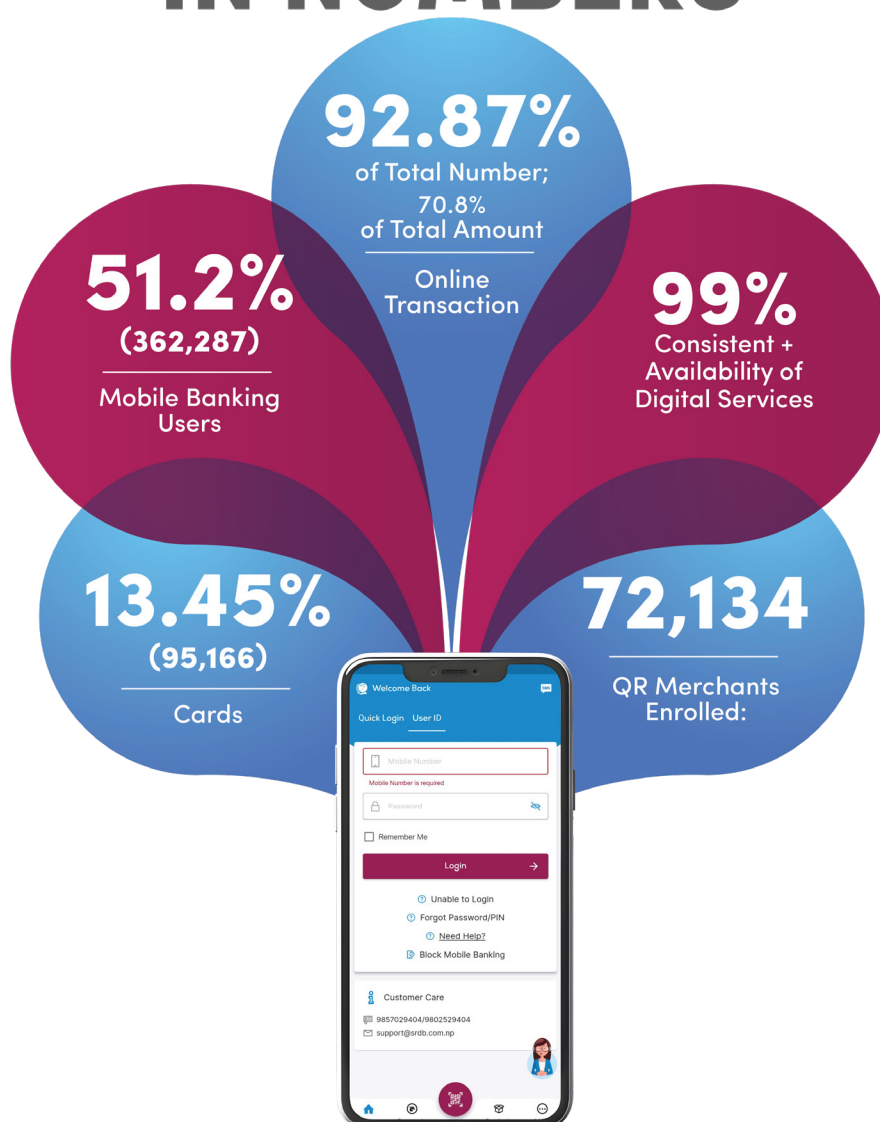 IN NUMBERS
92.87%
of Total Number;
70.8%
of Total Amount
Online
Transaction
51.2%
(362,287)
Mobile Banking
Users
99%
Consistent +
Availability of
Digital Services
13.45%
(95,166)
Cards
72,134
QR Merchants
Enrolled:
Welcome Back
Quick Login User ID
Mobile Number
Mobile Number is required
Password
Remember Me
Login
Unable to Login
Forgot Password/PIN
Need Help?
Block Mobile Banking
Customer Care
9857029404/9802529404
support@srdb.com.np